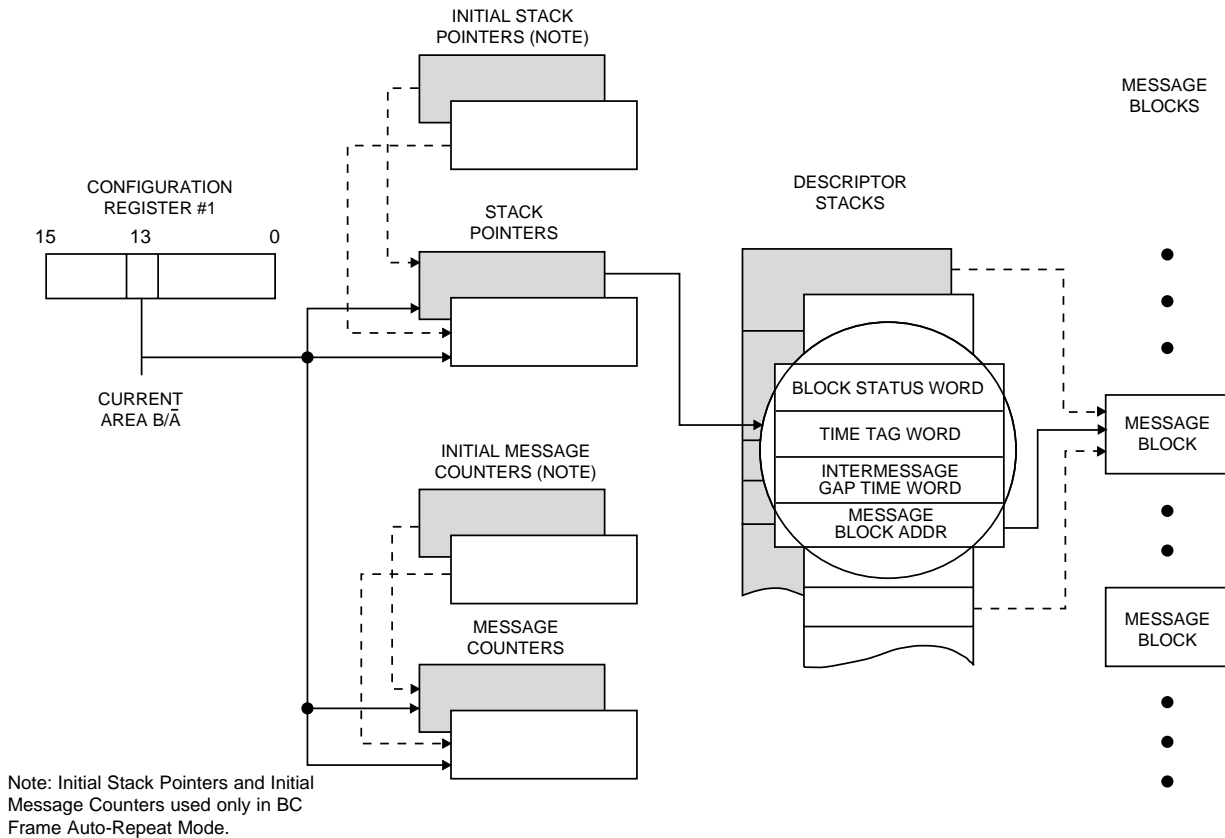 INITIAL STACK
POINTERS (NOTE)
MESSAGE
BLOCKS
CONFIGURATION
REGISTER #1
15 13 0
STACK
POINTERS
DESCRIPTOR
STACKS
CURRENT
AREA B/A̅
BLOCK STATUS WORD
TIME TAG WORD
INTERMESSAGE
GAP TIME WORD
MESSAGE
BLOCK ADDR
MESSAGE
BLOCK
INITIAL MESSAGE
COUNTERS (NOTE)
MESSAGE
COUNTERS
MESSAGE
BLOCK
Note: Initial Stack Pointers and Initial
Message Counters used only in BC
Frame Auto-Repeat Mode.